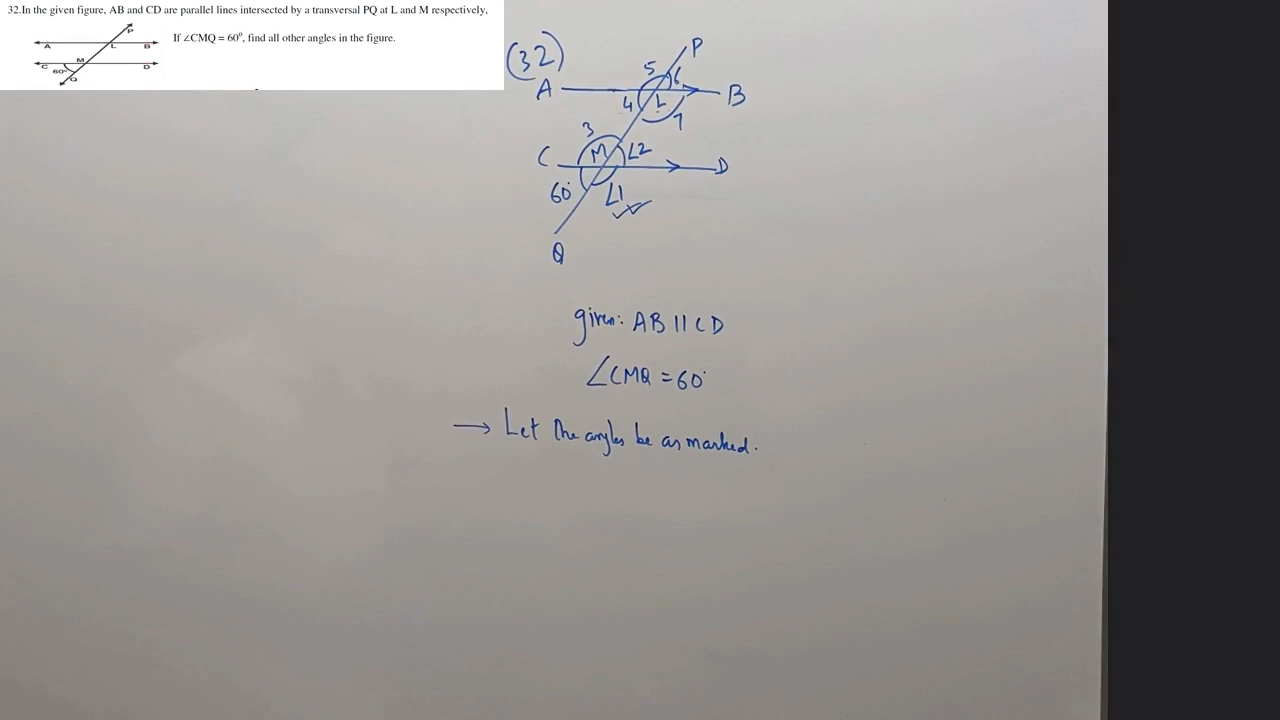 32.In the given figure, AB and CD are parallel lines intersected by a transversal PQ at L and M respectively,
If ∠CMQ = 60⁰, find all other angles in the figure.
P
A L B
C M D
60°
Q
(32)
P
5 6
A L B
4 7
3
C M ∠2 D
60° ∠1
Q
given: AB || CD
∠CMQ = 60°
→ Let the angles be as marked.